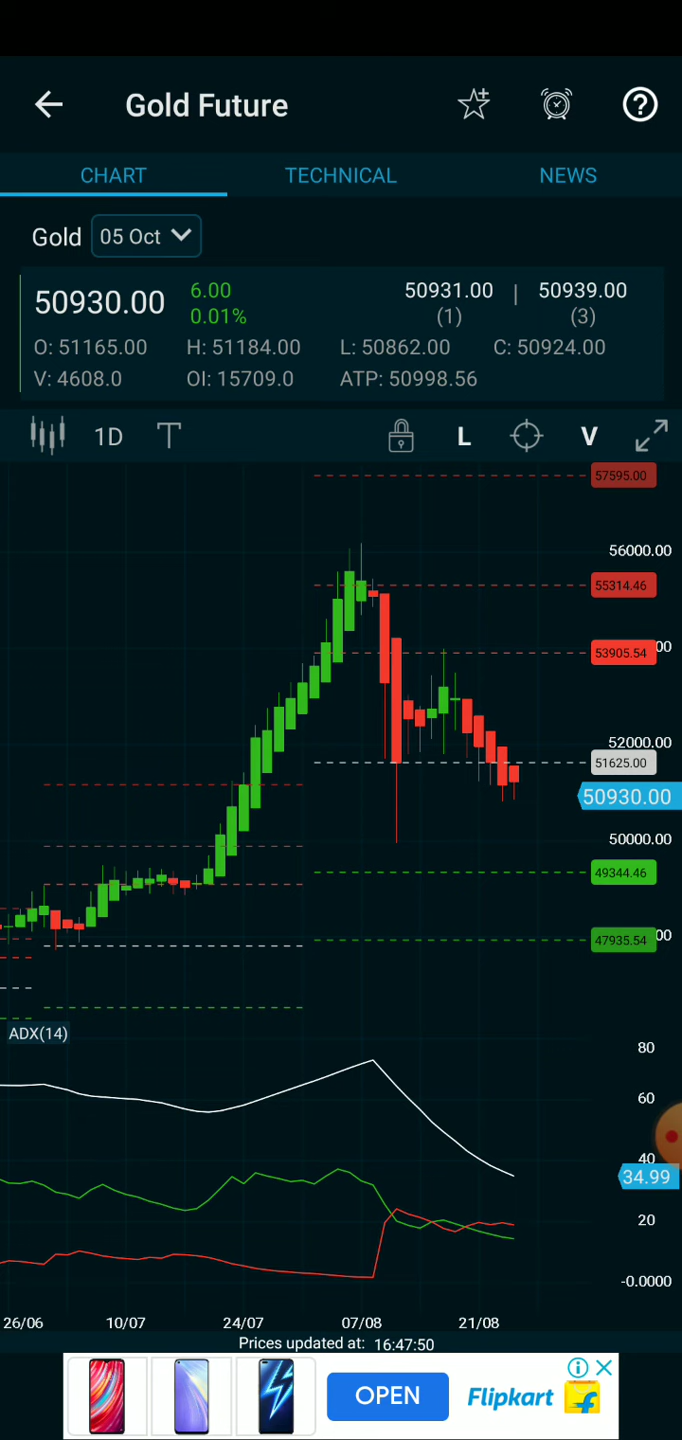 Gold Future
CHART TECHNICAL NEWS
Gold 05 Oct
50930.00 6.00 50931.00 | 50939.00
0.01% (1) (3)
O: 51165.00 H: 51184.00 L: 50862.00 C: 50924.00
V: 4608.0 OI: 15709.0 ATP: 50998.56
1D T L V
57595.00
56000.00
55314.46
53905.54 00
52000.00
51625.00
50930.00
50000.00
49344.46
47935.54 00
ADX(14)
80
60
40
34.99
20
-0.0000
26/06 10/07 24/07 07/08 21/08
Prices updated at: 16:47:50
OPEN Flipkart